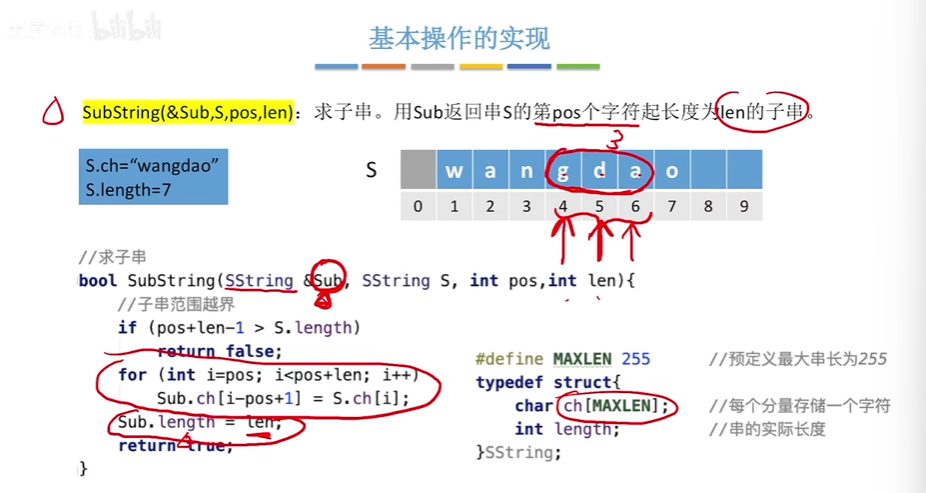 bilibili
基本操作的实现
SubString(&Sub,S,pos,len)：求子串。用Sub返回串S的第pos个字符起长度为len的子串。
3
S.ch=“wangdao”
S.length=7
S
w a n g d a o
0 1 2 3 4 5 6 7 8 9
//求子串
bool SubString(SString &Sub, SString S, int pos,int len){
//子串范围越界
if (pos+len-1 > S.length)
return false;
for (int i=pos; i<pos+len; i++)
Sub.ch[i-pos+1] = S.ch[i];
Sub.length = len;
return true;
}
#define MAXLEN 255 //预定义最大串长为255
typedef struct{
char ch[MAXLEN]; //每个分量存储一个字符
int length; //串的实际长度
}SString;